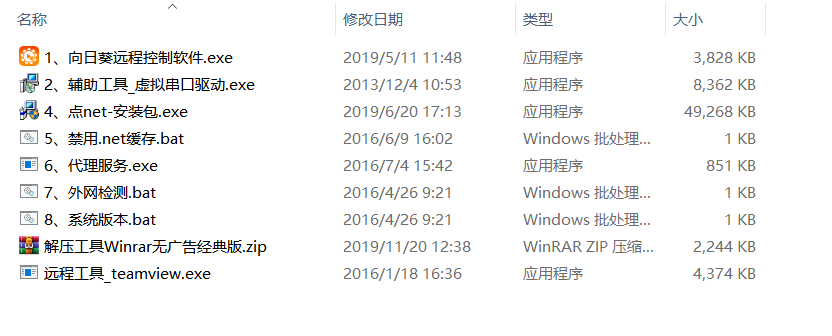 名称 修改日期 类型 大小
1、向日葵远程控制软件.exe 2019/5/11 11:48 应用程序 3,828 KB
2、辅助工具_虚拟串口驱动.exe 2013/12/4 10:53 应用程序 8,362 KB
4、点net-安装包.exe 2019/6/20 17:13 应用程序 49,268 KB
5、禁用.net缓存.bat 2016/6/9 16:02 Windows 批处理... 1 KB
6、代理服务.exe 2016/7/4 15:42 应用程序 851 KB
7、外网检测.bat 2016/4/26 9:21 Windows 批处理... 1 KB
8、系统版本.bat 2016/4/26 9:21 Windows 批处理... 1 KB
解压工具Winrar无广告经典版.zip 2019/11/20 12:38 WinRAR ZIP 压缩... 2,244 KB
远程工具_teamview.exe 2016/1/18 16:36 应用程序 4,374 KB